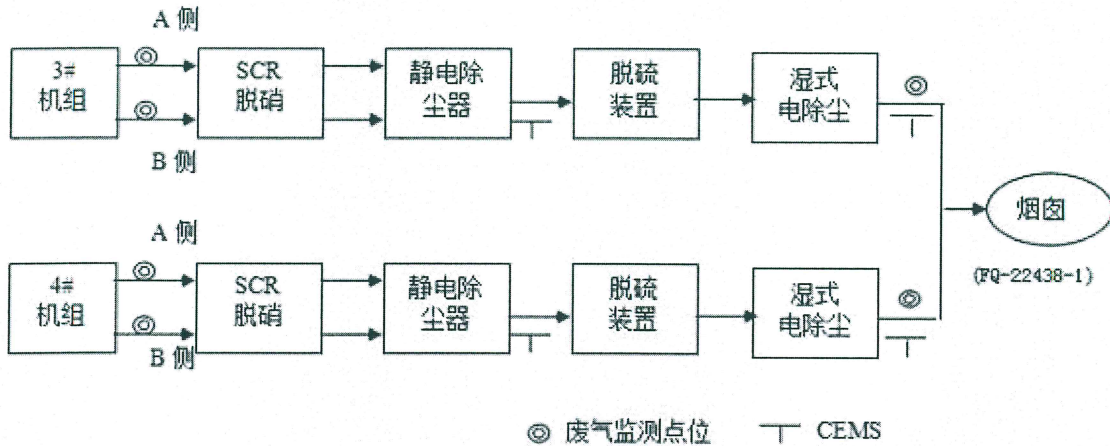 A 侧
3#
机组
SCR
脱硝
静电除
尘器
脱硫
装置
湿式
电除尘
B 侧
烟囱
(FQ-22438-1)
A 侧
4#
机组
SCR
脱硝
静电除
尘器
脱硫
装置
湿式
电除尘
B 侧
废气监测点位
CEMS